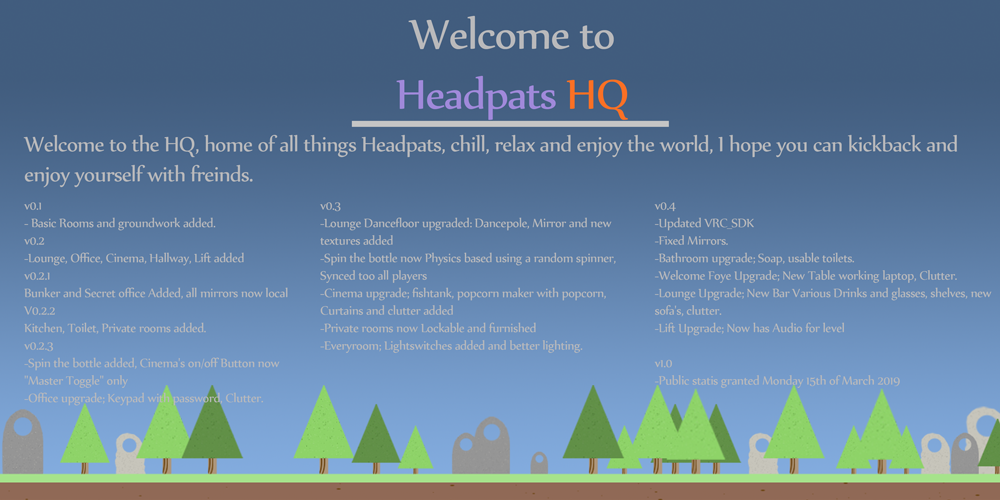 Welcome to
Headpats HQ
Welcome to the HQ, home of all things Headpats, chill, relax and enjoy the world, I hope you can kickback and
enjoy yourself with freinds.
v0.1
- Basic Rooms and groundwork added.
v0.2
-Lounge, Office, Cinema, Hallway, Lift added
v0.2.1
Bunker and Secret office Added, all mirrors now local
V0.2.2
Kitchen, Toilet, Private rooms added.
v0.2.3
-Spin the bottle added, Cinema's on/off Button now
"Master Toggle" only
-Office upgrade; Keypad with password, Clutter.
v0.3
-Lounge Dancefloor upgraded: Dancepole, Mirror and new
textures added
-Spin the bottle now Physics based using a random spinner,
Synced too all players
-Cinema upgrade; fishtank, popcorn maker with popcorn,
Curtains and clutter added
-Private rooms now Lockable and furnished
-Everyroom; Lightswitches added and better lighting.
v0.4
-Updated VRC_SDK
-Fixed Mirrors.
-Bathroom upgrade; Soap, usable toilets.
-Welcome Foye Upgrade; New Table working laptop, Clutter.
-Lounge Upgrade; New Bar Various Drinks and glasses, shelves, new
sofa's, clutter.
-Lift Upgrade; Now has Audio for level
v1.0
-Public statis granted Monday 15th of March 2019